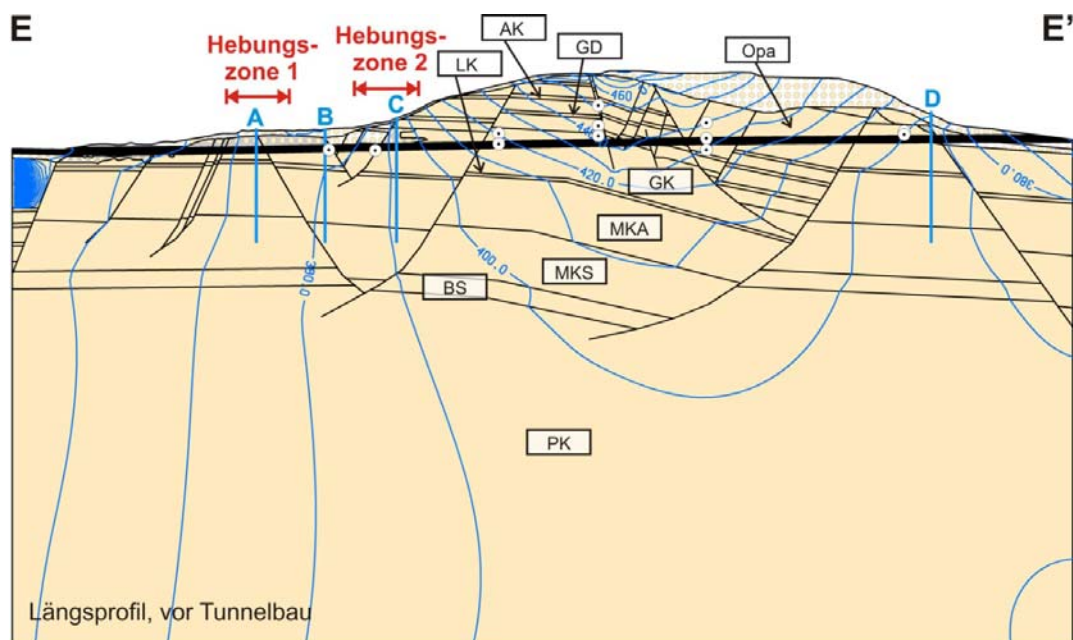 E
E'
Hebungs-
zone 1
Hebungs-
zone 2
AK
GD
Opa
LK
A
B
C
D
460
420.0
380.0
GK
MKA
400.0
380.0
MKS
BS
PK
Längsprofil, vor Tunnelbau